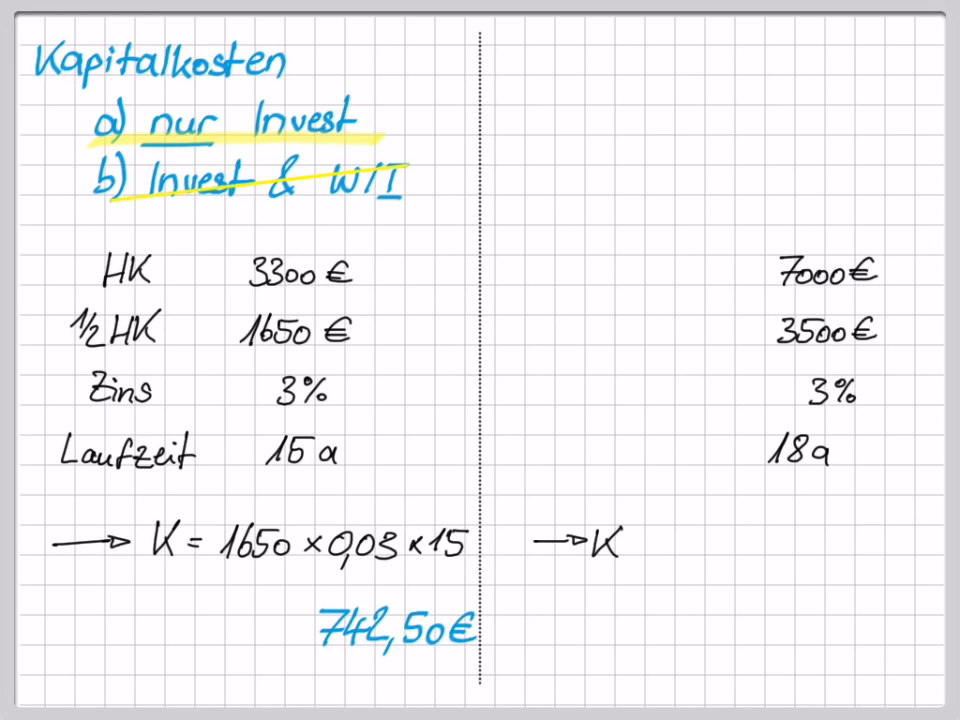 Kapitalkosten
a) nur Invest
b) Invest & W/I
HK 3300 € 7000 €
1/2 HK 1650 € 3500 €
Zins 3% 3%
Laufzeit 15 a 18 a
→ K = 1650 × 0,03 × 15 → K
742,50 €